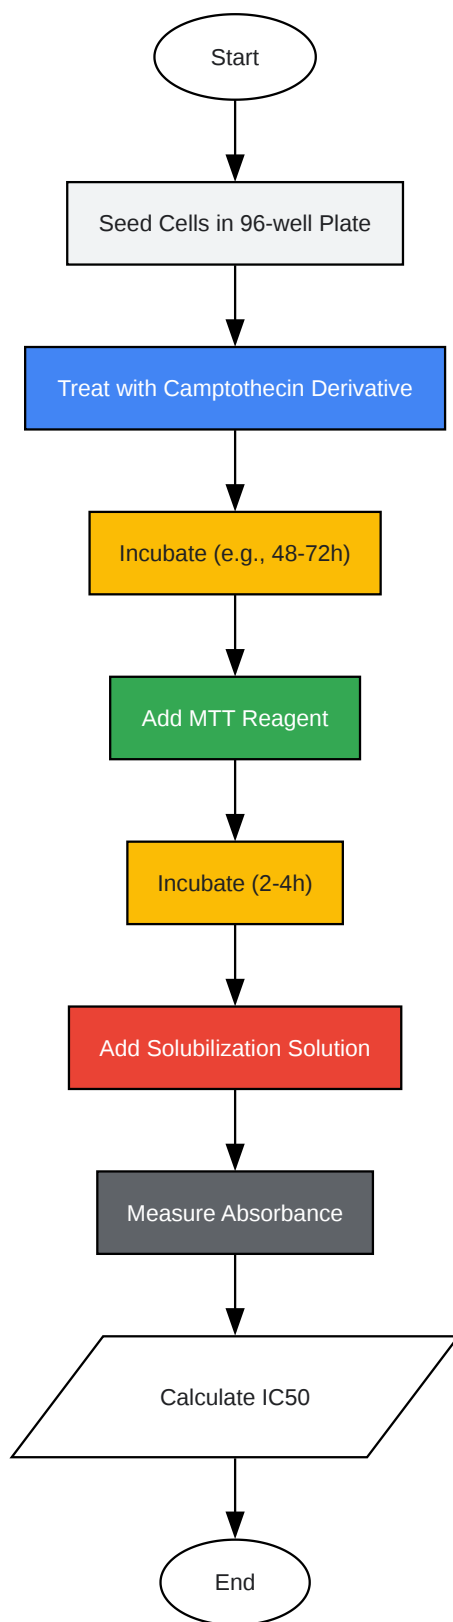 Start
Seed Cells in 96-well Plate
Treat with Camptothecin Derivative
Incubate (e.g., 48-72h)
Add MTT Reagent
Incubate (2-4h)
Add Solubilization Solution
Measure Absorbance
Calculate IC50
End